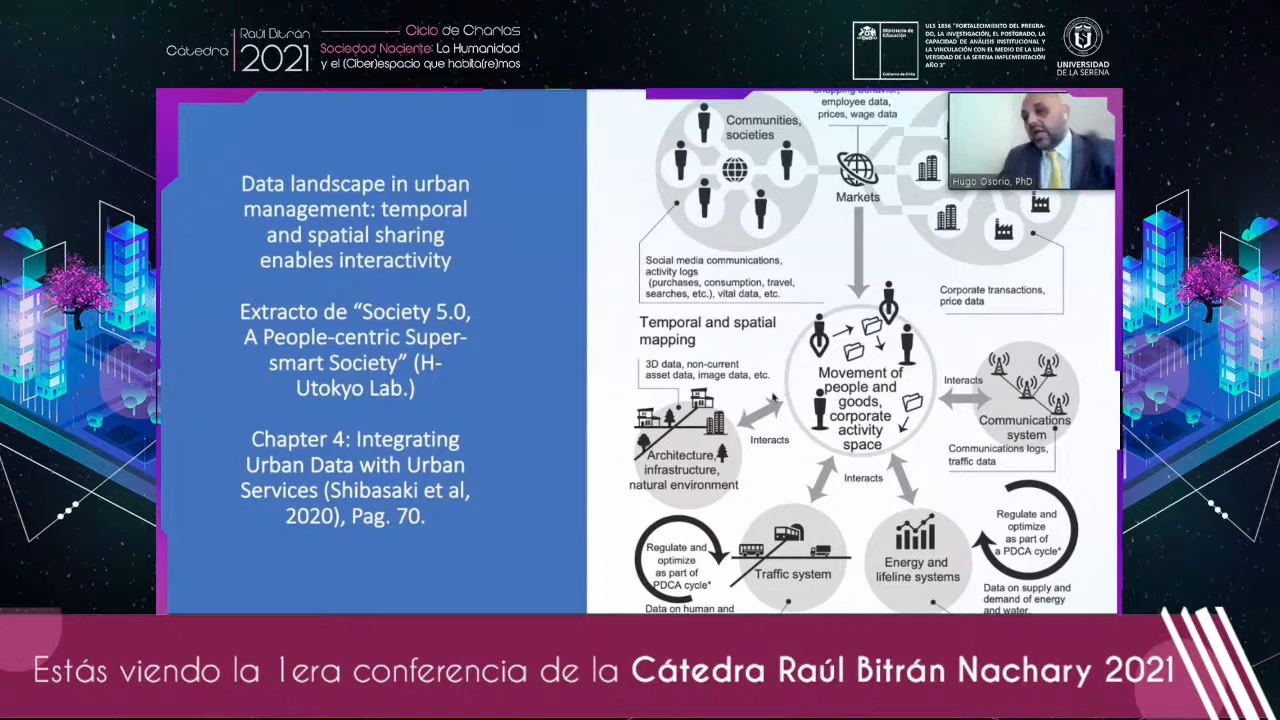 Cátedra
Raúl Bitrán
2021
Ciclo de Charlas
Sociedad Naciente: La Humanidad
y el (Ciber)espacio que habita(re)mos
Ministerio de
Educación
Gobierno de Chile
ULS 1856 "FORTALECIMIENTO DEL PREGRA-
DO, LA INVESTIGACIÓN, EL POSTGRADO, LA
CAPACIDAD DE ANÁLISIS INSTITUCIONAL Y
LA VINCULACIÓN CON EL MEDIO DE LA UNI-
VERSIDAD DE LA SERENA IMPLEMENTACIÓN
AÑO 3"
UNIVERSIDAD
DE LA SERENA
Data landscape in urban
management: temporal
and spatial sharing
enables interactivity
Extracto de “Society 5.0,
A People-centric Super-
smart Society” (H-
Utokyo Lab.)
Chapter 4: Integrating
Urban Data with Urban
Services (Shibasaki et al,
2020), Pag. 70.
Communities,
societies
Shopping behavior,
employee data,
prices, wage data
Markets
Hugo Osorio, PhD
Social media communications,
activity logs
(purchases, consumption, travel,
searches, etc.), vital data, etc.
Corporate transactions,
price data
Temporal and spatial
mapping
3D data, non-current
asset data, image data, etc.
Movement of
people and
goods,
corporate
activity
space
Interacts
Communications
system
Communications logs,
traffic data
Interacts
Architecture,
infrastructure,
natural environment
Interacts
Regulate and
optimize
as part of
PDCA cycle*
Traffic system
Energy and
lifeline systems
Regulate and
optimize
as part of
a PDCA cycle*
Data on human and
Data on supply and
demand of energy
and water,
Estás viendo la 1era conferencia de la Cátedra Raúl Bitrán Nachary 2021